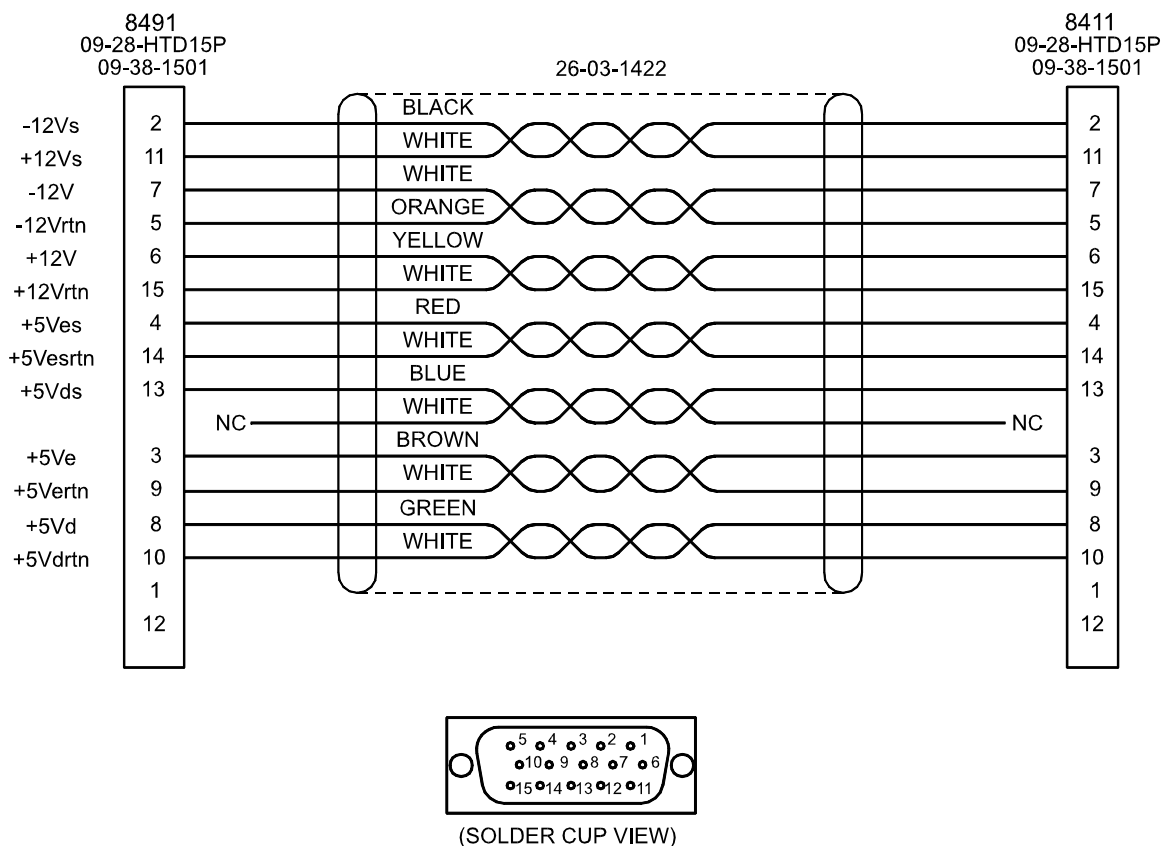 8491
09-28-HTD15P
09-38-1501
8411
09-28-HTD15P
09-38-1501
26-03-1422
-12Vs 2 BLACK 2
+12Vs 11 WHITE 11
-12V 7 WHITE 7
-12Vrtn 5 ORANGE 5
+12V 6 YELLOW 6
+12Vrtn 15 WHITE 15
+5Ves 4 RED 4
+5Vesrtn 14 WHITE 14
+5Vds 13 BLUE 13
NC WHITE NC
+5Ve 3 BROWN 3
+5Vertn 9 WHITE 9
+5Vd 8 GREEN 8
+5Vdrtn 10 WHITE 10
1 1
12 12
5 4 3 2 1
10 9 8 7 6
15 14 13 12 11
(SOLDER CUP VIEW)